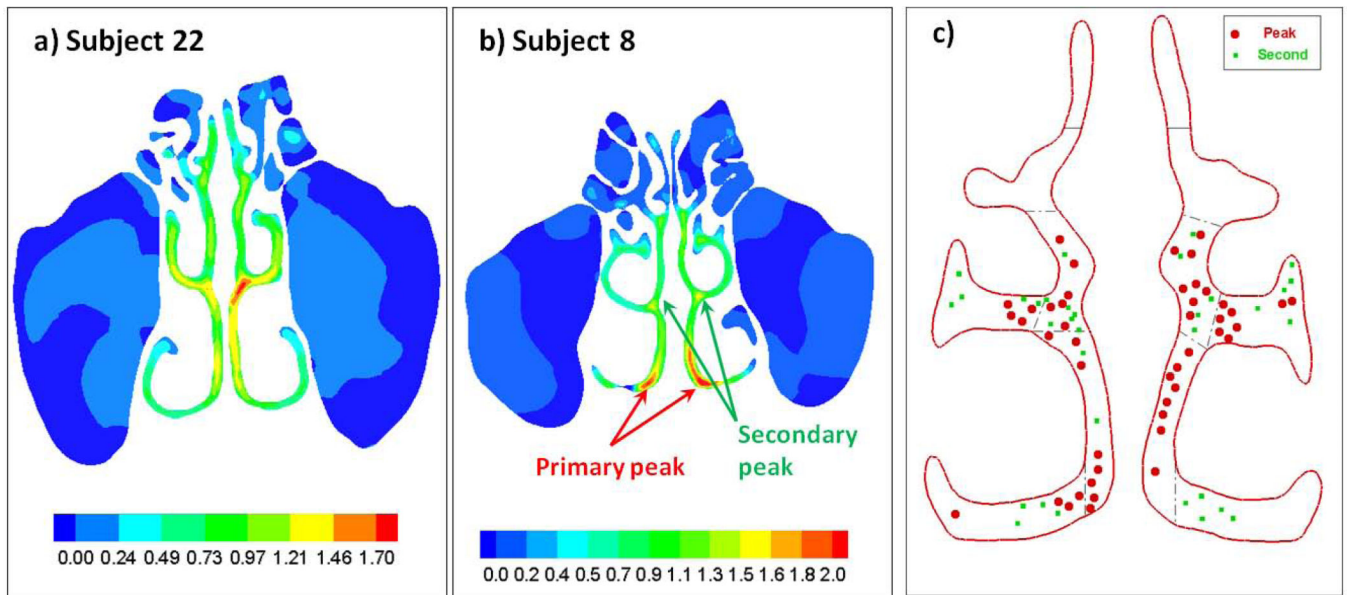 a) Subject 22
0.00 0.24 0.49 0.73 0.97 1.21 1.46 1.70
b) Subject 8
Primary peak
Secondary
peak
0.0 0.2 0.4 0.5 0.7 0.9 1.1 1.3 1.5 1.6 1.8 2.0
c)
Peak
Second